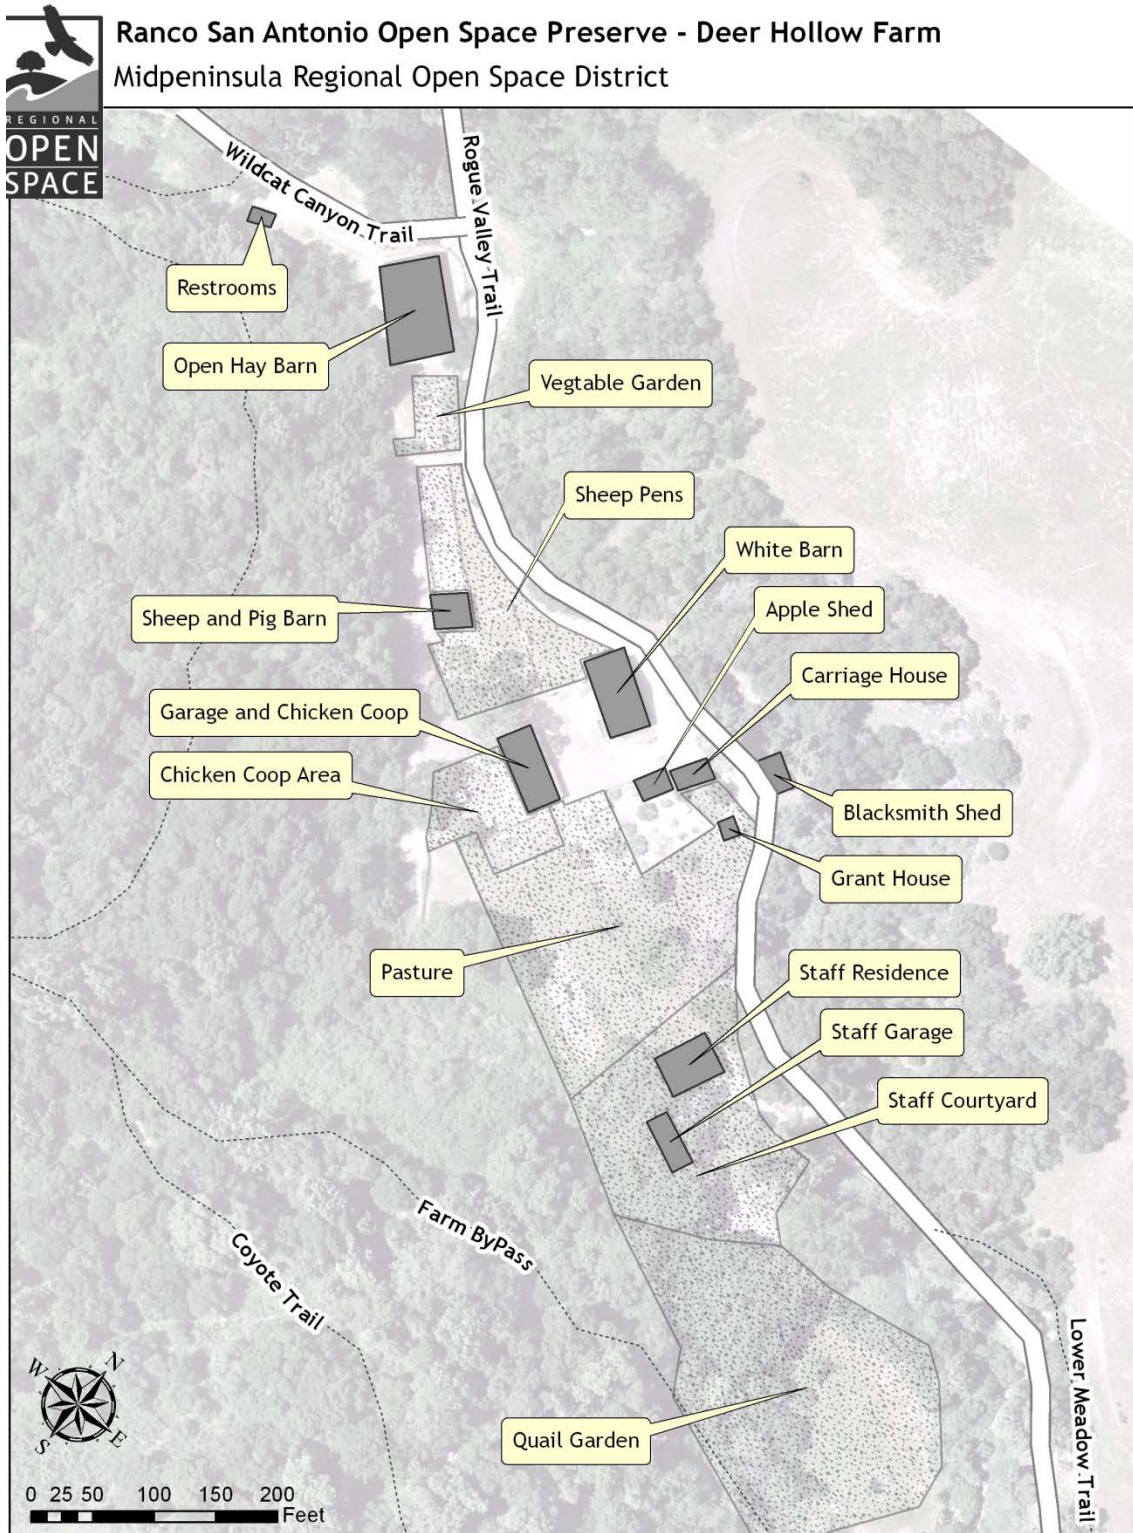 Ranco San Antonio Open Space Preserve - Deer Hollow Farm
Midpeninsula Regional Open Space District
REGIONAL
OPEN
SPACE
Wildcat Canyon Trail
Rogue Valley Trail
Restrooms
Open Hay Barn
Vegtable Garden
Sheep Pens
White Barn
Apple Shed
Sheep and Pig Barn
Carriage House
Garage and Chicken Coop
Chicken Coop Area
Blacksmith Shed
Grant House
Pasture
Staff Residence
Staff Garage
Staff Courtyard
Farm ByPass
Coyote Trail
Lower Meadow Trail
Quail Garden
W N
S E
0 25 50 100 150 200
Feet